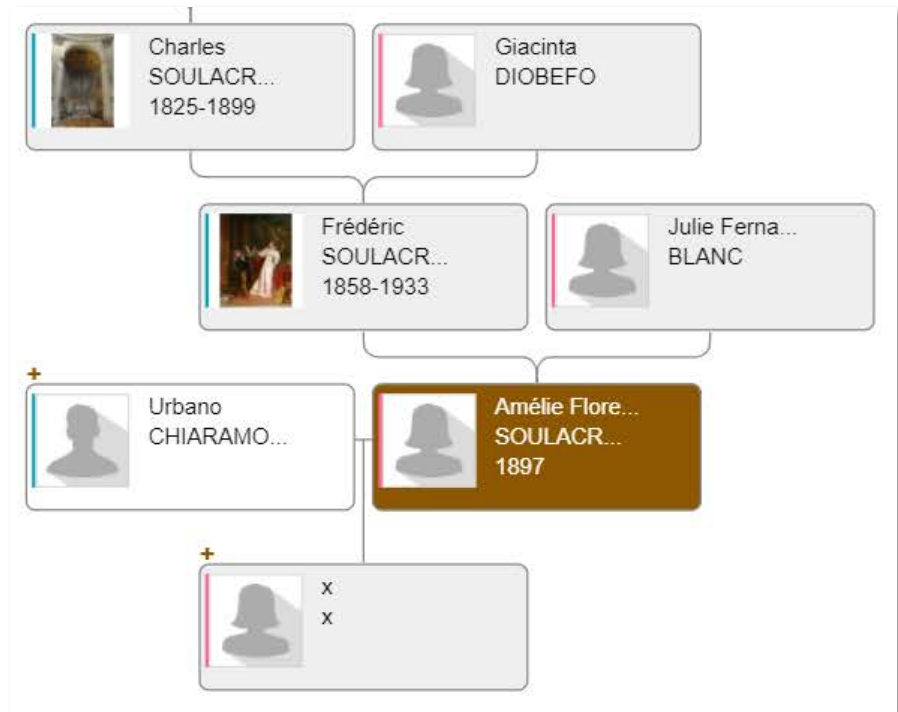 Charles
SOULACR...
1825-1899
Giacinta
DIOBEFO
Frédéric
SOULACR...
1858-1933
Julie Ferna...
BLANC
+
Urbano
CHIARAMO...
Amélie Flore...
SOULACR...
1897
+
x
x